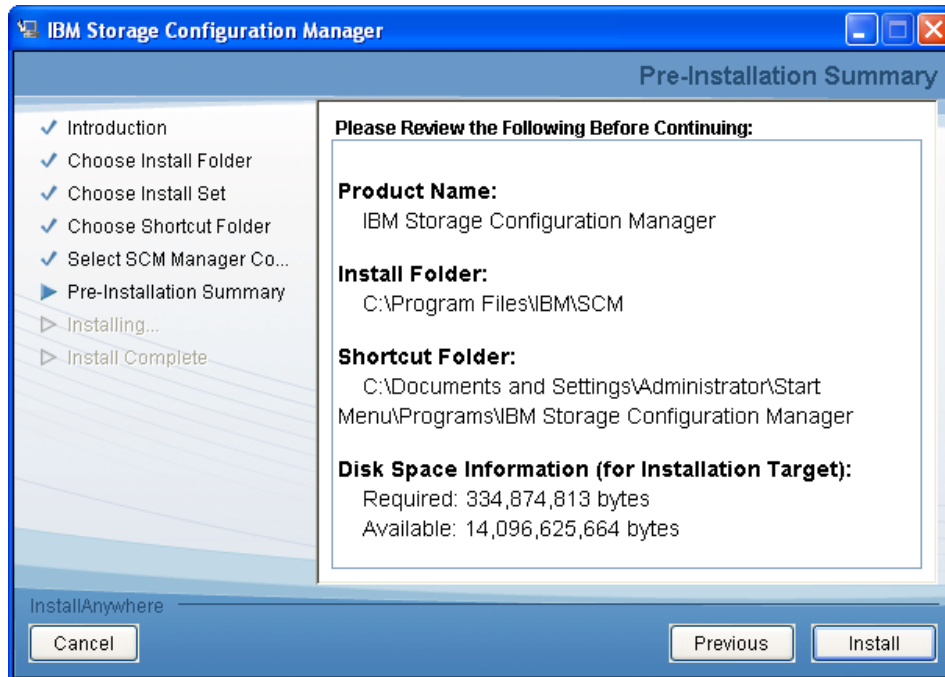 IBM Storage Configuration Manager
Pre-Installation Summary
Introduction
Choose Install Folder
Choose Install Set
Choose Shortcut Folder
Select SCM Manager Co...
Pre-Installation Summary
Installing...
Install Complete
Please Review the Following Before Continuing:
Product Name:
IBM Storage Configuration Manager
Install Folder:
C:\Program Files\IBM\SCM
Shortcut Folder:
C:\Documents and Settings\Administrator\Start
Menu\Programs\IBM Storage Configuration Manager
Disk Space Information (for Installation Target):
Required: 334,874,813 bytes
Available: 14,096,625,664 bytes
InstallAnywhere
Cancel
Previous
Install